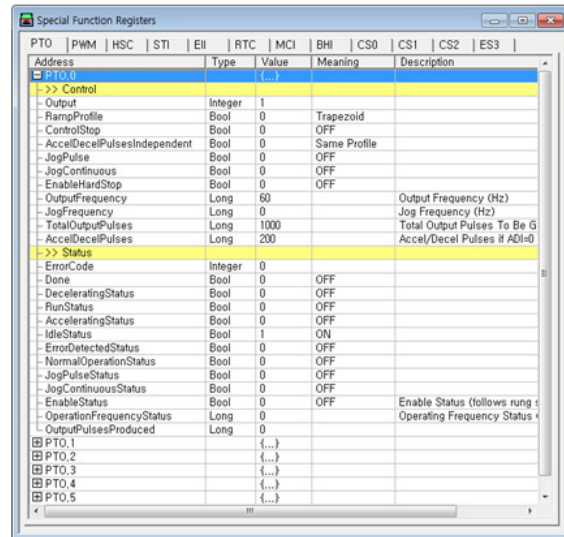 Special Function Registers
PTO PWM HSC STI EII RTC MCI BHI CS0 CS1 CS2 ES3
Address Type Value Meaning Description
PTO,0 {...}
>> Control
Output Integer 1
RampProfile Bool 0 Trapezoid
ControlStop Bool 0 OFF
AccelDecelPulsesIndependent Bool 0 Same Profile
JogPulse Bool 0 OFF
JogContinuous Bool 0 OFF
EnableHardStop Bool 0 OFF
OutputFrequency Long 60 Output Frequency (Hz)
JogFrequency Long 0 Jog Frequency (Hz)
TotalOutputPulses Long 1000 Total Output Pulses To Be G
AccelDecelPulses Long 200 Accel/Decel Pulses if ADI=0
>> Status
ErrorCode Integer 0
Done Bool 0 OFF
DeceleratingStatus Bool 0 OFF
RunStatus Bool 0 OFF
AcceleratingStatus Bool 0 OFF
IdleStatus Bool 1 ON
ErrorDetectedStatus Bool 0 OFF
NormalOperationStatus Bool 0 OFF
JogPulseStatus Bool 0 OFF
JogContinuousStatus Bool 0 OFF
EnableStatus Bool 0 OFF Enable Status (follows rung s
OperationFrequencyStatus Long 0 Operating Frequency Status
OutputPulsesProduced Long 0
PTO,1 {...}
PTO,2 {...}
PTO,3 {...}
PTO,4 {...}
PTO,5 {...}